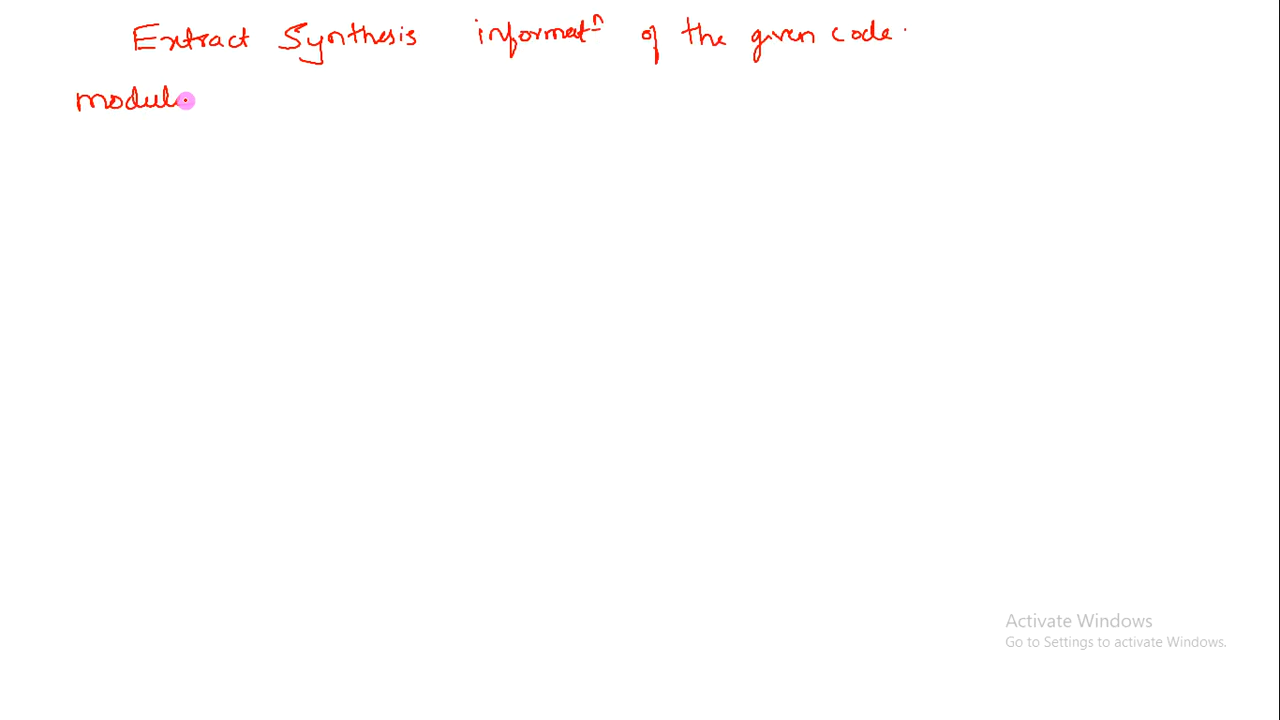 Extract Synthesis informatⁿ of the given code.
module
Activate Windows
Go to Settings to activate Windows.